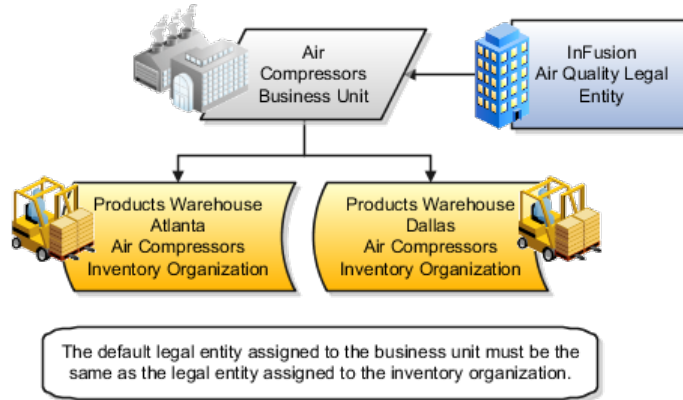 Air
Compressors
Business Unit
InFusion
Air Quality Legal
Entity
Products Warehouse
Atlanta
Air Compressors
Inventory Organization
Products Warehouse
Dallas
Air Compressors
Inventory Organization
The default legal entity assigned to the business unit must be the
same as the legal entity assigned to the inventory organization.